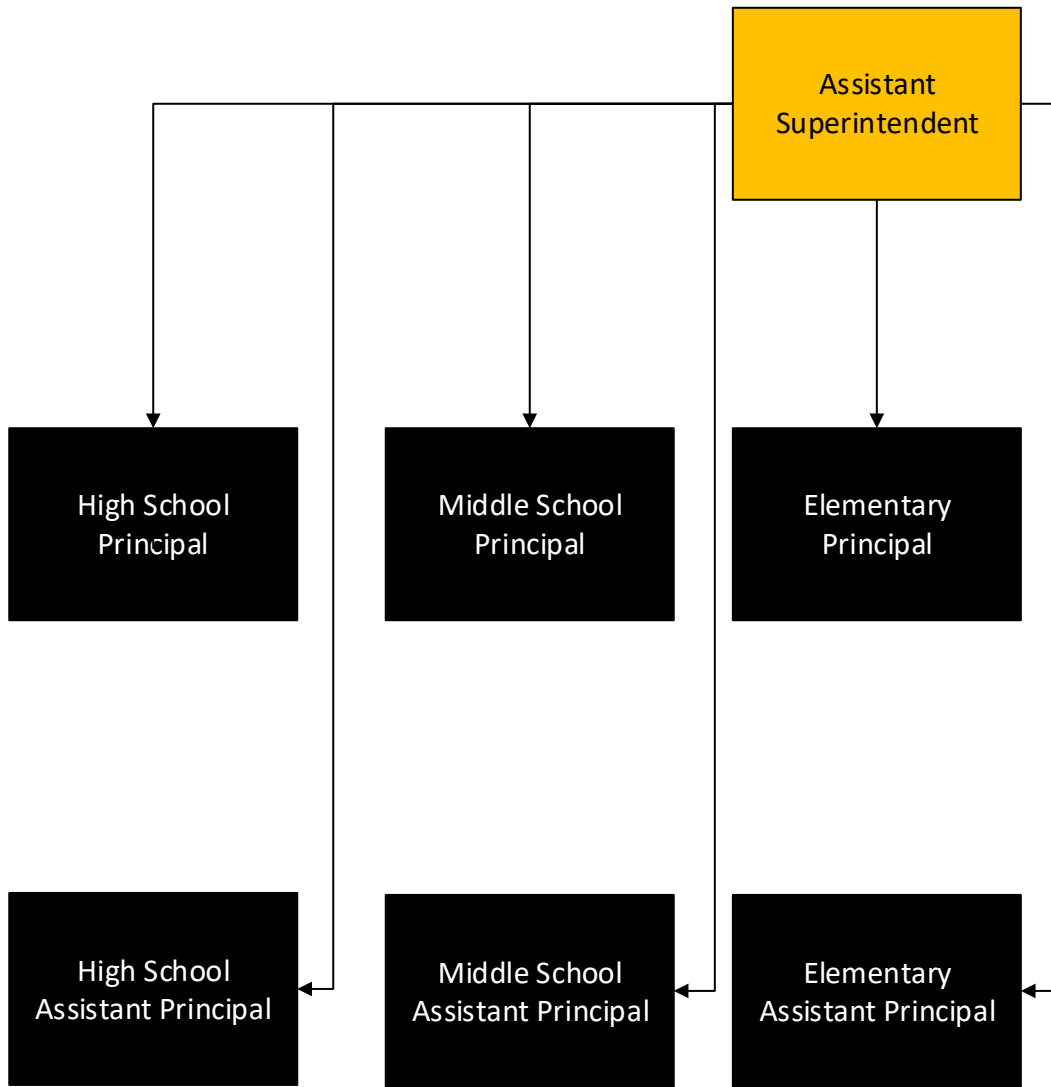 Assistant
Superintendent
High School
Principal
Middle School
Principal
Elementary
Principal
High School
Assistant Principal
Middle School
Assistant Principal
Elementary
Assistant Principal